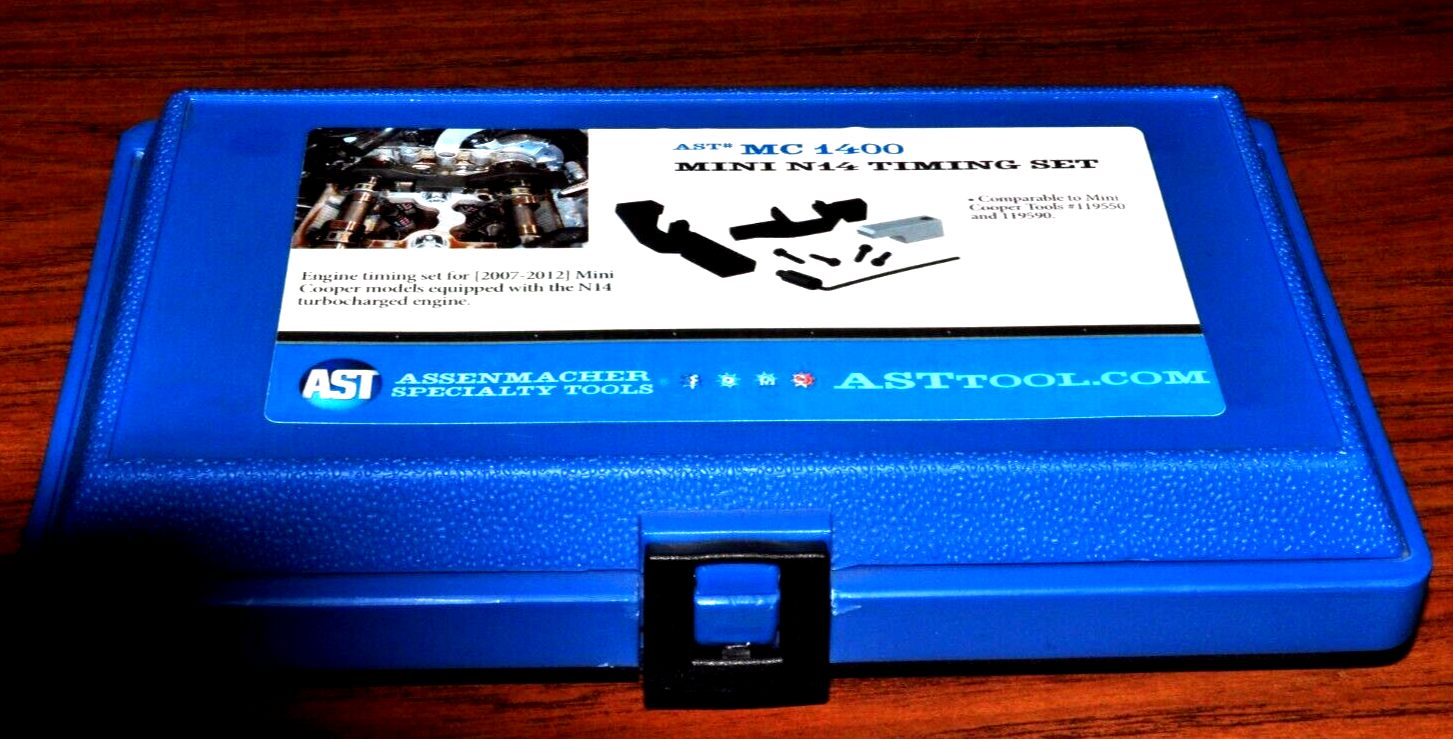 AST# MC 1400
MINI N14 TIMING SET
• Comparable to Mini
Cooper Tools #119550
and 119590.
Engine timing set for [2007-2012] Mini
Cooper models equipped with the N14
turbocharged engine.
AST
ASSENMACHER
SPECIALTY TOOLS
ASTTOOL.COM